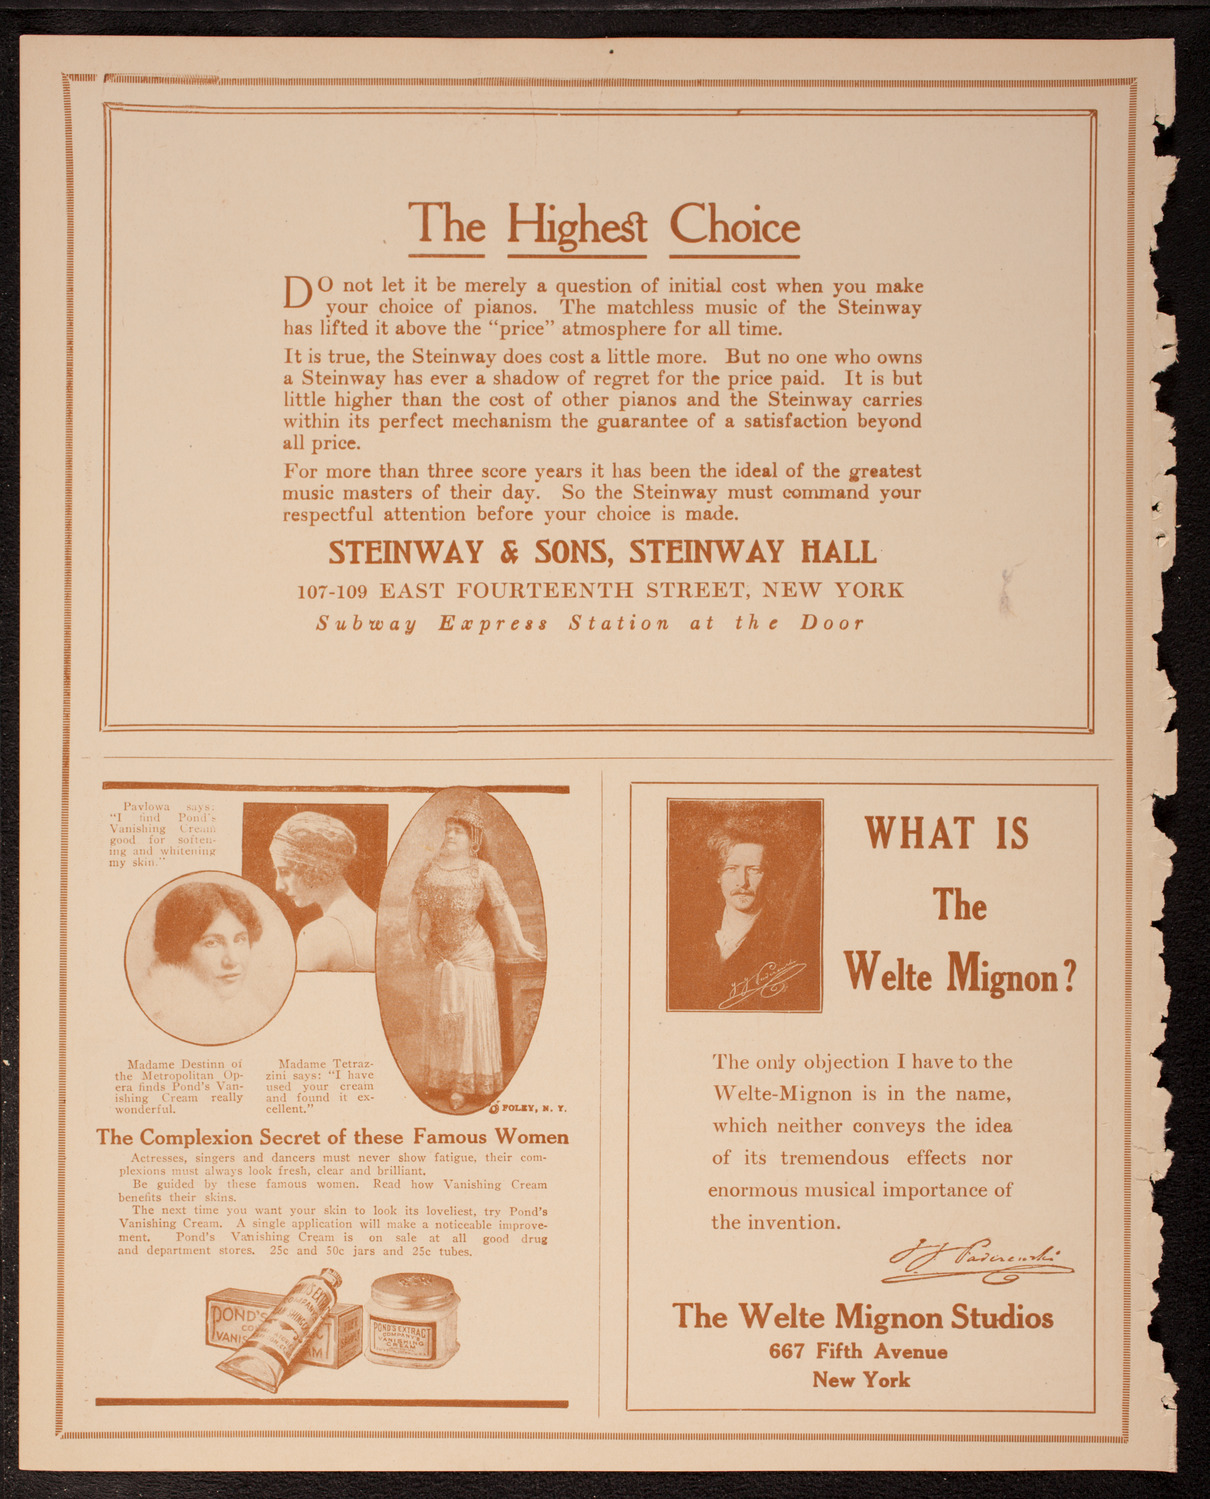 The Highest Choice
DO not let it be merely a question of initial cost when you make
your choice of pianos. The matchless music of the Steinway
has lifted it above the "price" atmosphere for all time.
It is true, the Steinway does cost a little more. But no one who owns
a Steinway has ever a shadow of regret for the price paid. It is but
little higher than the cost of other pianos and the Steinway carries
within its perfect mechanism the guarantee of a satisfaction beyond
all price.
For more than three score years it has been the ideal of the greatest
music masters of their day. So the Steinway must command your
respectful attention before your choice is made.
STEINWAY & SONS, STEINWAY HALL
107-109 EAST FOURTEENTH STREET, NEW YORK
Subway Express Station at the Door
Pavlowa says:
"I find Pond's
Vanishing Cream
good for soften-
ing and whitening
my skin."
Madame Destinn of
the Metropolitan Op-
era finds Pond's Van-
ishing Cream really
wonderful.
Madame Tetraz-
zini says: "I have
used your cream
and found it ex-
cellent."
FOLEY, N. Y.
The Complexion Secret of these Famous Women
Actresses, singers and dancers must never show fatigue, their com-
plexions must always look fresh, clear and brilliant.
Be guided by these famous women. Read how Vanishing Cream
benefits their skins.
The next time you want your skin to look its loveliest, try Pond's
Vanishing Cream. A single application will make a noticeable improve-
ment. Pond's Vanishing Cream is on sale at all good drug
and department stores. 25c and 50c jars and 25c tubes.
POND'S
CO
VANIS
AM
POND'S EXTRACT
COMPANY'S
VANISHING
CREAM
WHAT IS
The
Welte Mignon?
J J Paderewski
The only objection I have to the
Welte-Mignon is in the name,
which neither conveys the idea
of its tremendous effects nor
enormous musical importance of
the invention.
J J Paderewski
The Welte Mignon Studios
667 Fifth Avenue
New York